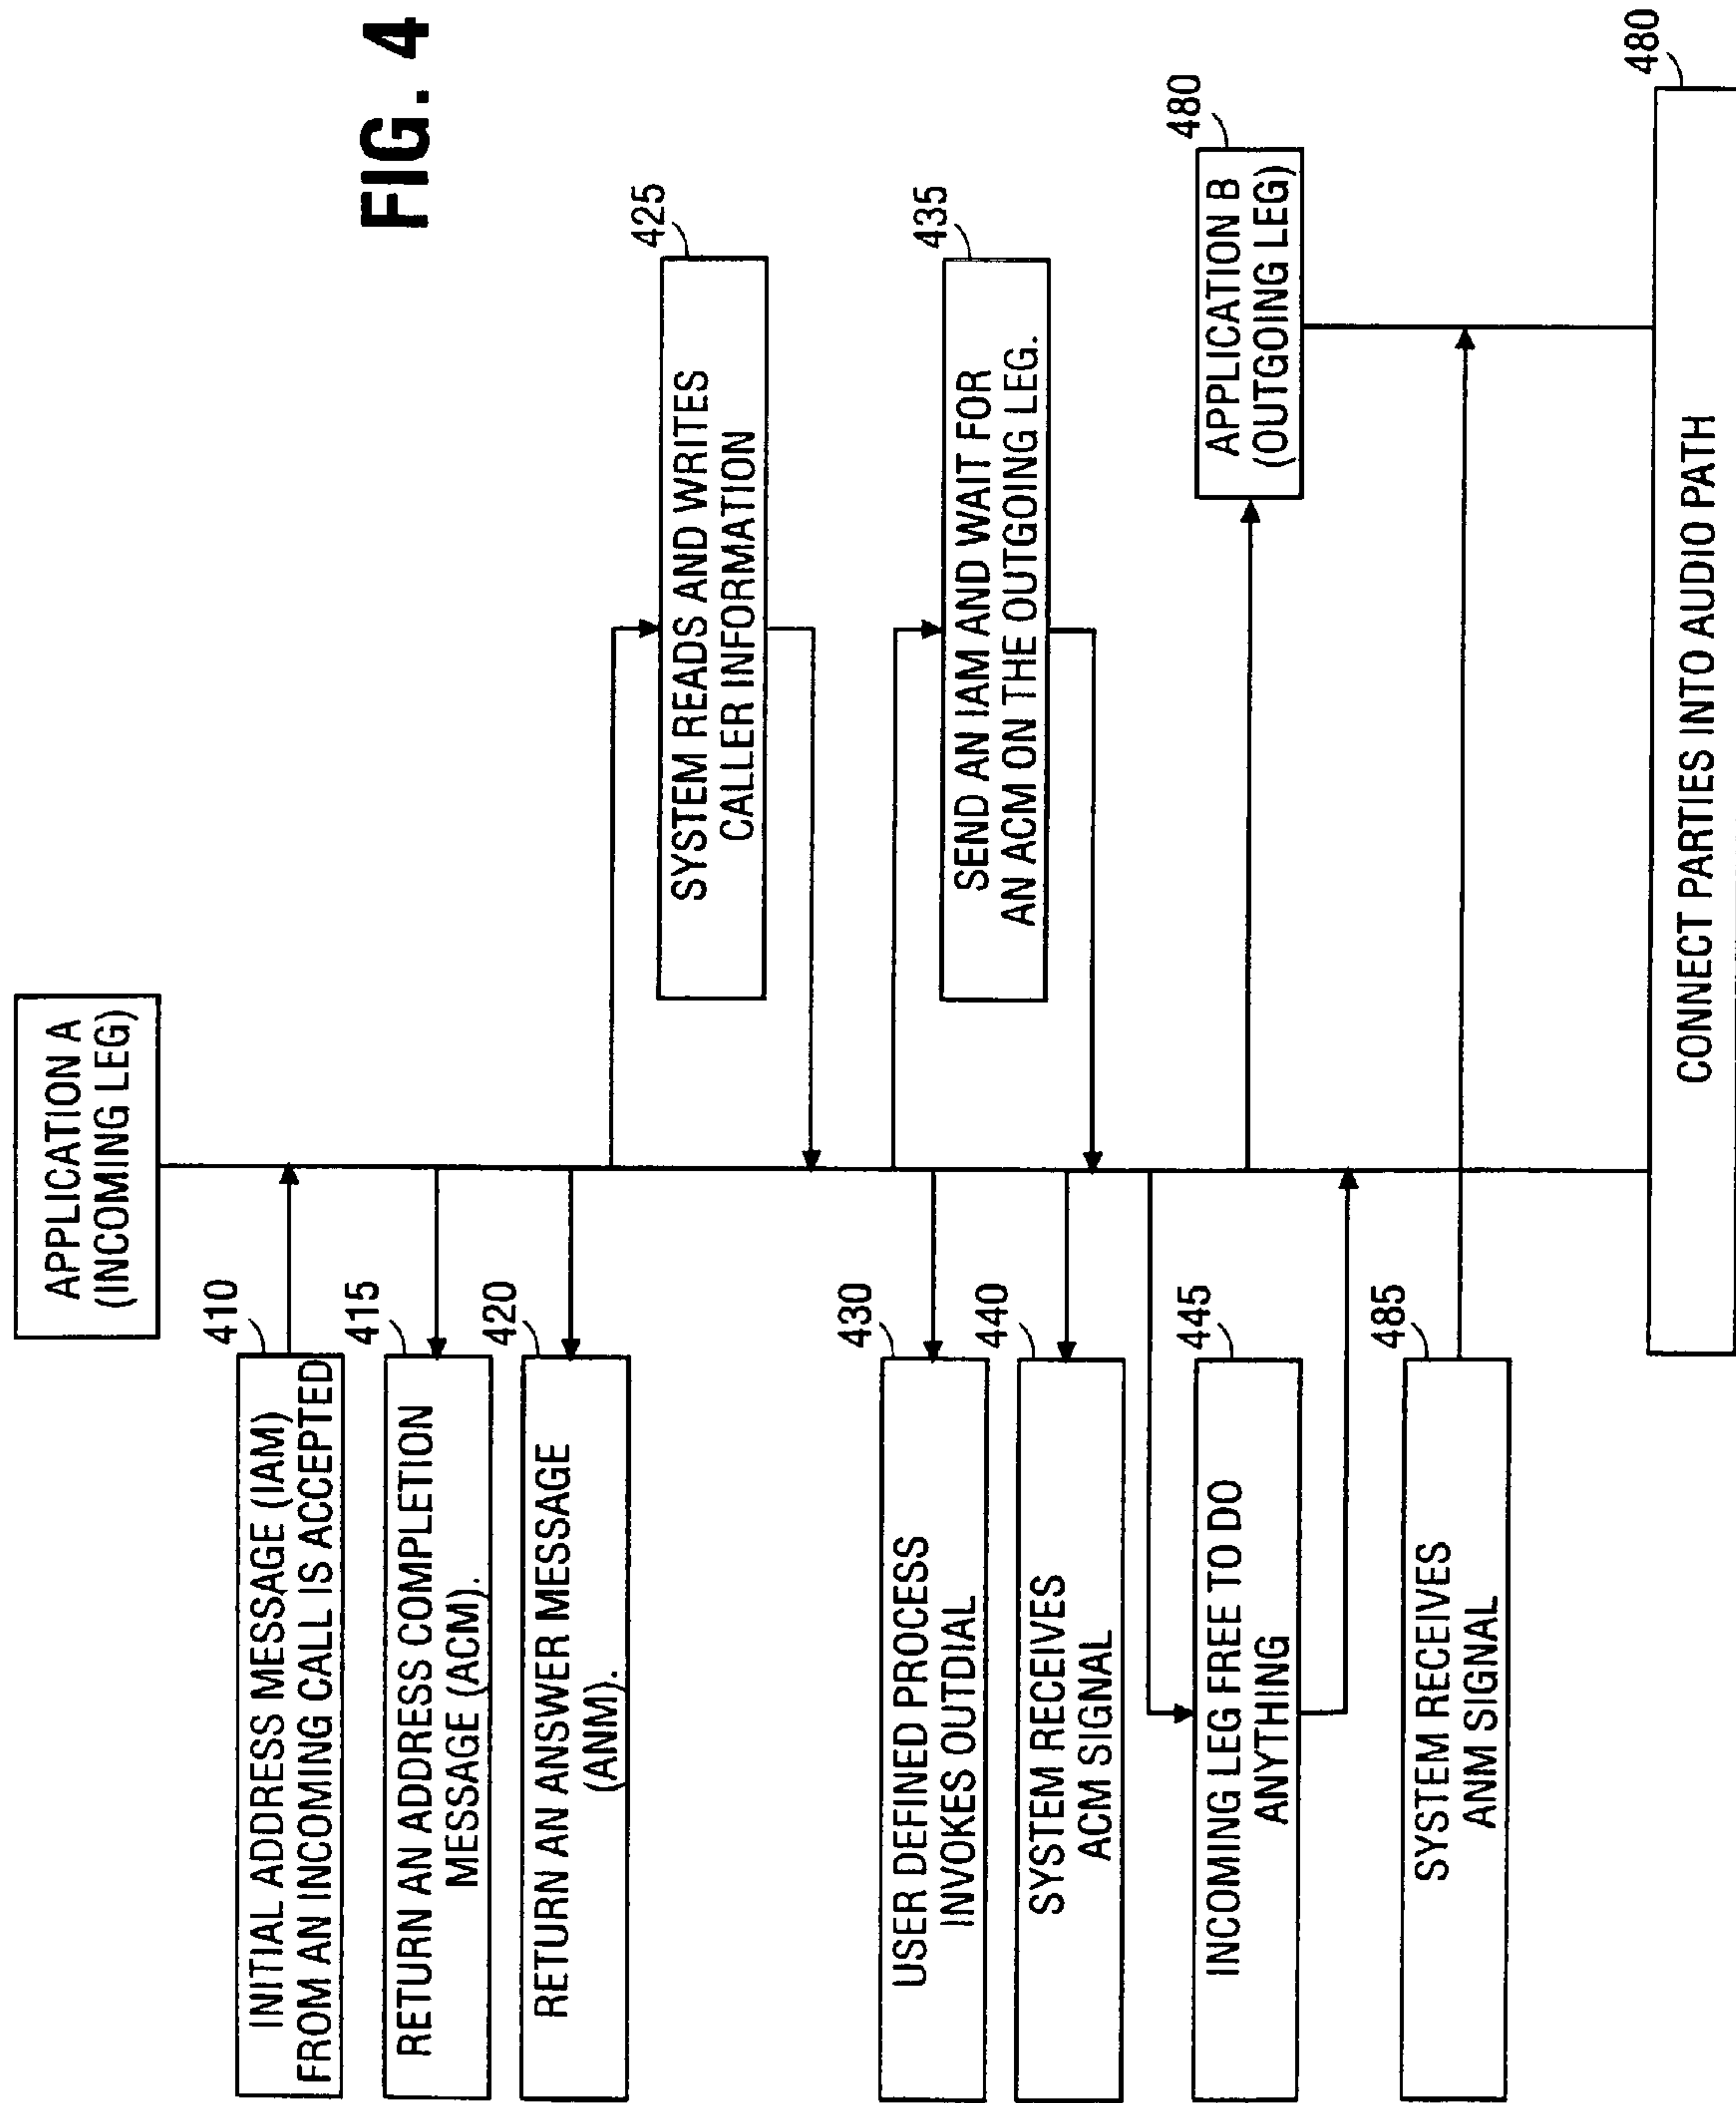 FIG. 4
APPLICATION A
(INCOMING LEG)
410
INITIAL ADDRESS MESSAGE (IAM)
FROM AN INCOMING CALL IS ACCEPTED
415
RETURN AN ADDRESS COMPLETION
MESSAGE (ACM).
420
RETURN AN ANSWER MESSAGE
(ANM).
425
SYSTEM READS AND WRITES
CALLER INFORMATION
430
USER DEFINED PROCESS
INVOKES OUTDIAL
435
SEND AN IAM AND WAIT FOR
AN ACM ON THE OUTGOING LEG.
440
SYSTEM RECEIVES
ACM SIGNAL
445
INCOMING LEG FREE TO DO
ANYTHING
480
APPLICATION B
(OUTGOING LEG)
485
SYSTEM RECEIVES
ANM SIGNAL
480
CONNECT PARTIES INTO AUDIO PATH